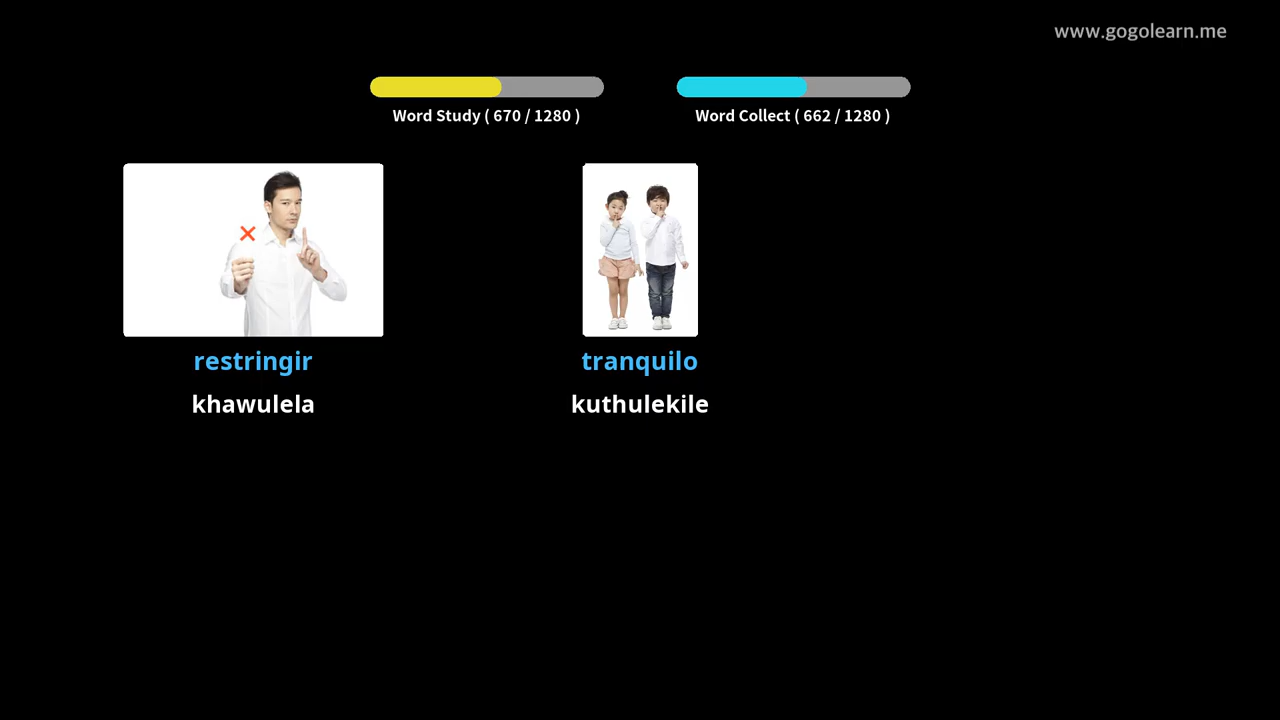 www.gogolearn.me
Word Study ( 670 / 1280 )
Word Collect ( 662 / 1280 )
restringir
tranquilo
khawulela
kuthulekile